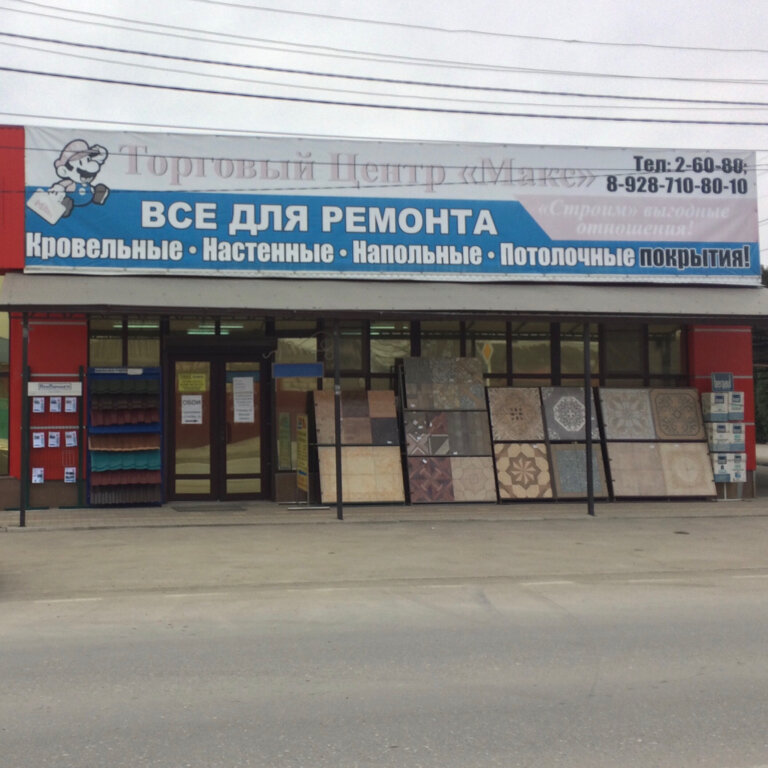 Торговый Центр «Макс»
Тел: 2-60-80;
8-928-710-80-10
ВСЕ ДЛЯ РЕМОНТА
«Строим выгодные
отношения!
Кровельные • Настенные • Напольные • Потолочные покрытия!
ОБОИ